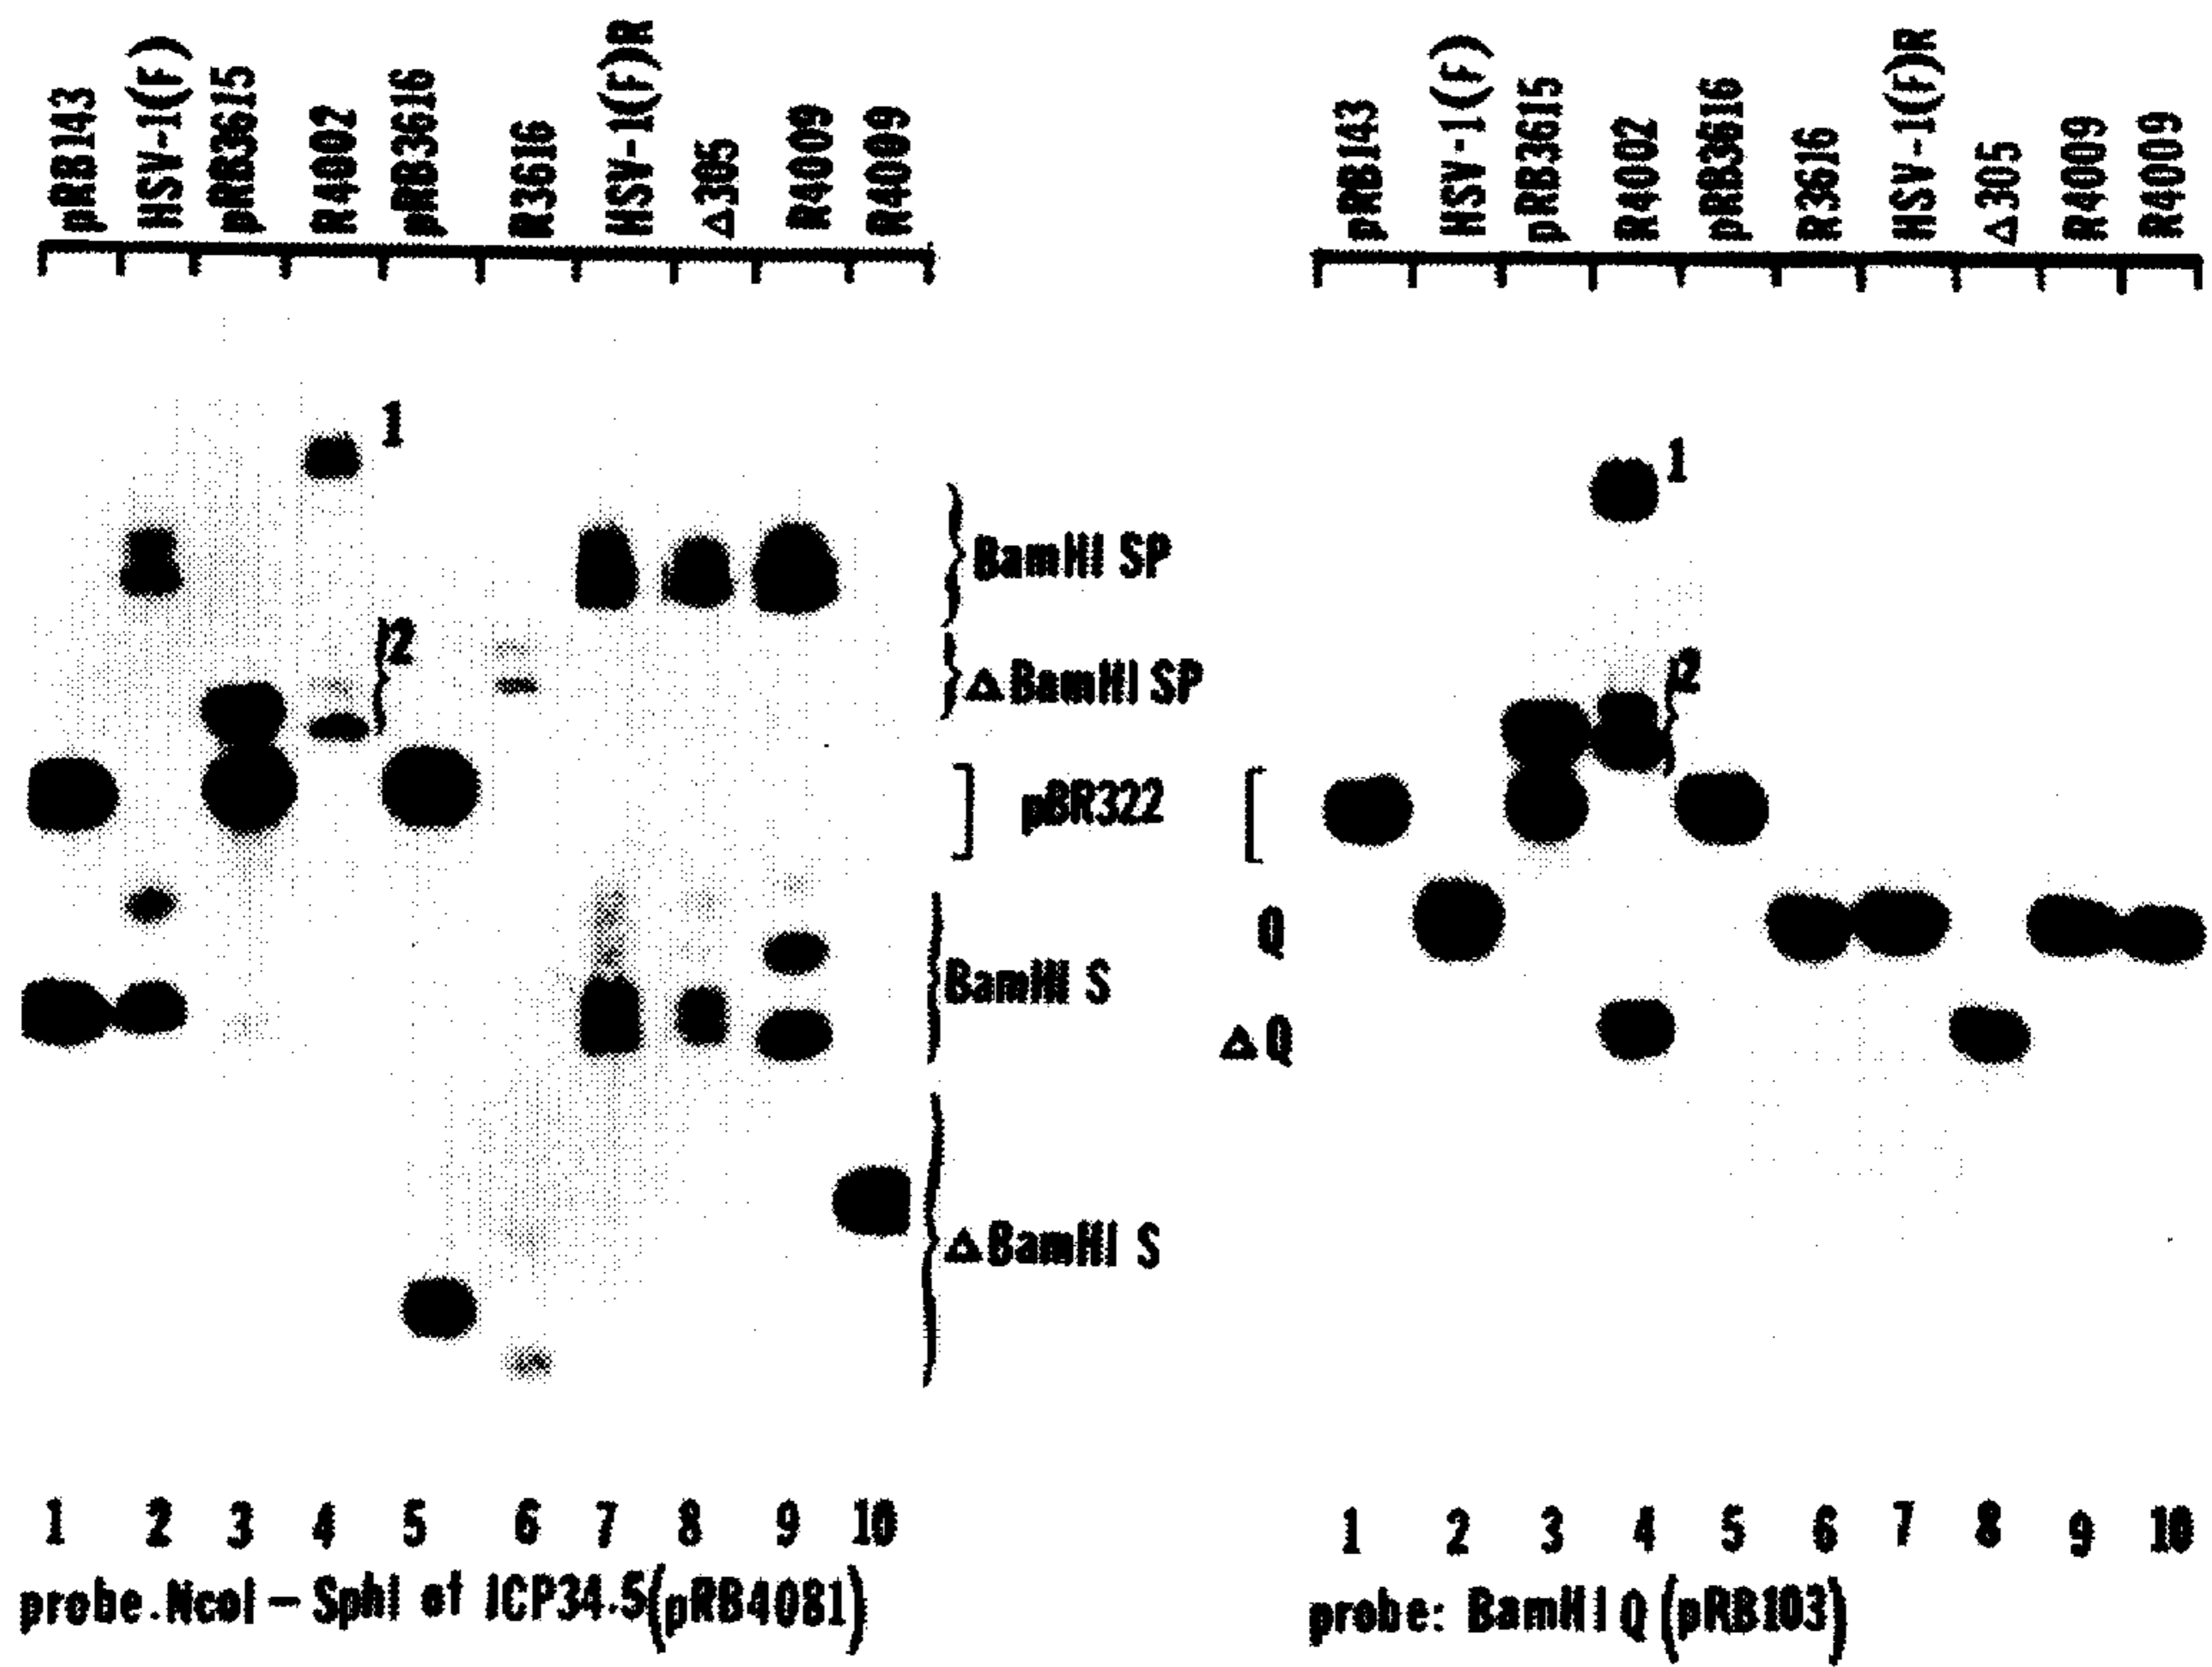 pRB143
HSV-1(F)
pRB3615
R4002
pRB3616
R3616
HSV-1(F)R
Δ305
R4009
R4009
1
2
BamHI SP
Δ BamHI SP
pBR322
BamHI S
Δ BamHI S
1 2 3 4 5 6 7 8 9 10
probe.NcoI – SphI of ICP34.5(pRB4081)
pRB143
HSV-1(F)
pRB3615
R4002
pRB3616
R3616
HSV-1(F)R
Δ305
R4009
R4009
1
2
Q
Δ Q
1 2 3 4 5 6 7 8 9 10
probe: BamHI Q (pRB103)